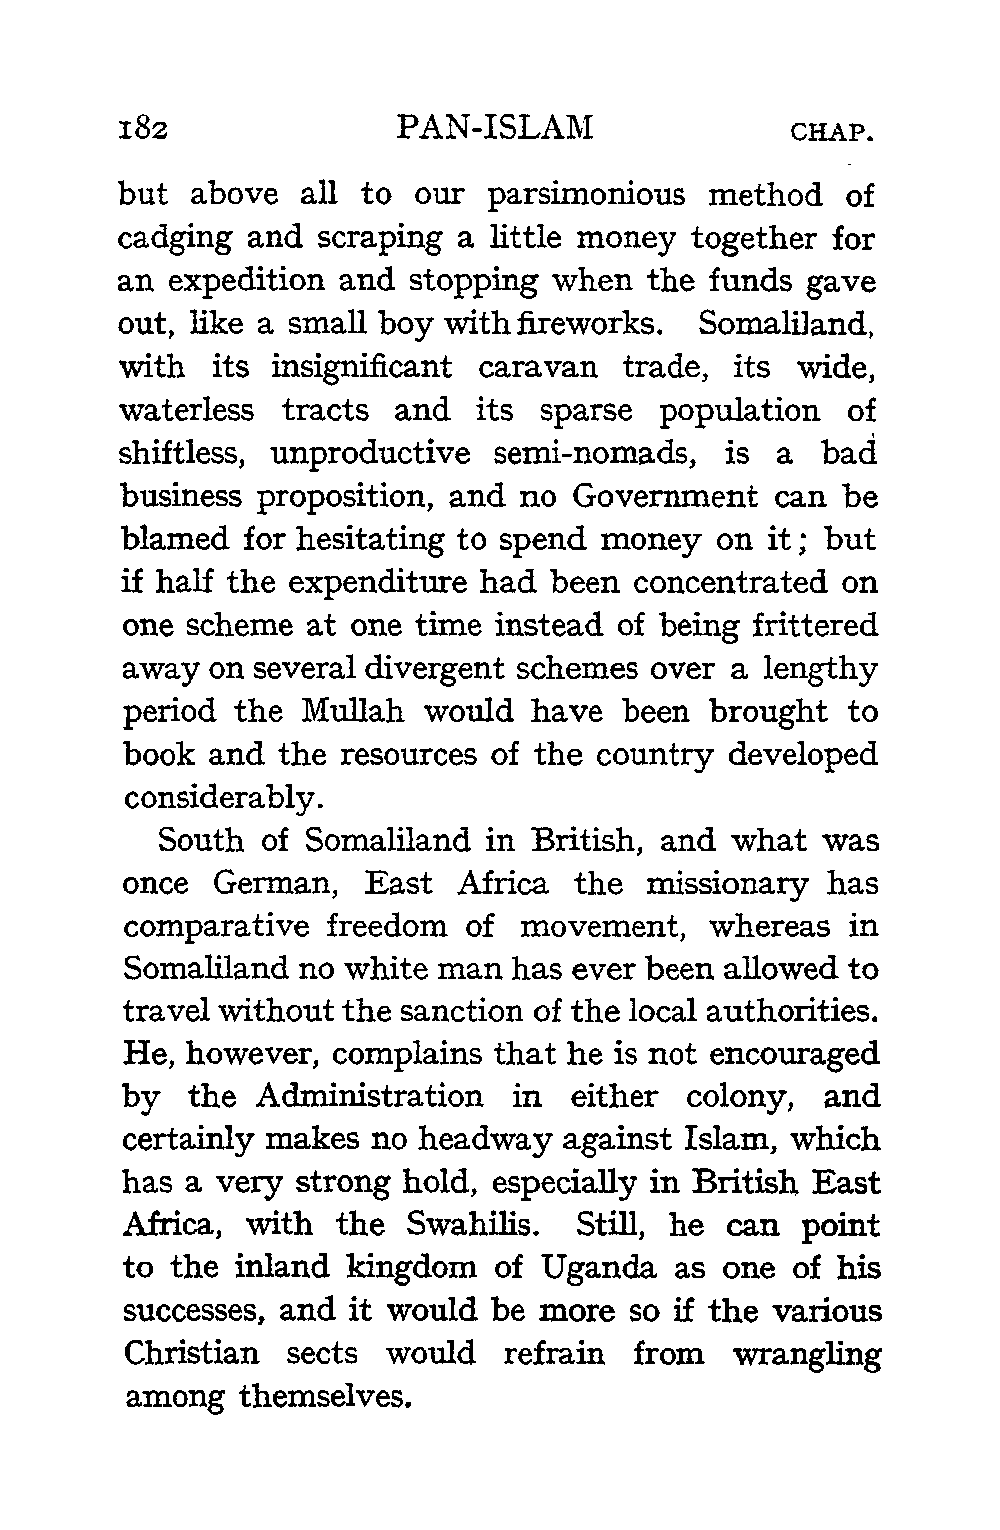 182 PAN-ISLAM CHAP.
but above all to our parsimonious method of
cadging and scraping a little money together for
an expedition and stopping when the funds gave
out, like a small boy with fireworks. Somaliland,
with its insignificant caravan trade, its wide,
waterless tracts and its sparse population of
shiftless, unproductive semi-nomads, is a bad
business proposition, and no Government can be
blamed for hesitating to spend money on it; but
if half the expenditure had been concentrated on
one scheme at one time instead of being frittered
away on several divergent schemes over a lengthy
period the Mullah would have been brought to
book and the resources of the country developed
considerably.
South of Somaliland in British, and what was
once German, East Africa the missionary has
comparative freedom of movement, whereas in
Somaliland no white man has ever been allowed to
travel without the sanction of the local authorities.
He, however, complains that he is not encouraged
by the Administration in either colony, and
certainly makes no headway against Islam, which
has a very strong hold, especially in British East
Africa, with the Swahilis. Still, he can point
to the inland kingdom of Uganda as one of his
successes, and it would be more so if the various
Christian sects would refrain from wrangling
among themselves.